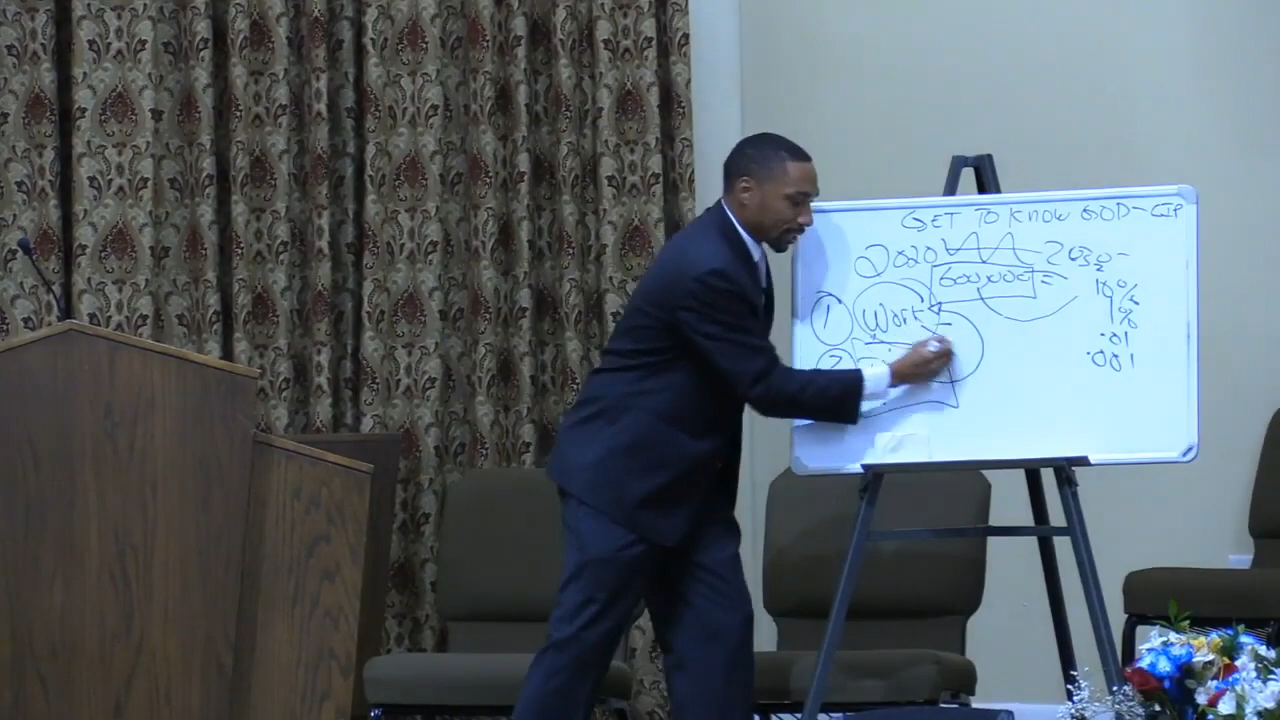 GET TO KNOW GOD-GIP
2020 - 2030-
600,000 =
10%
1 Work
1%
.01
2
.001